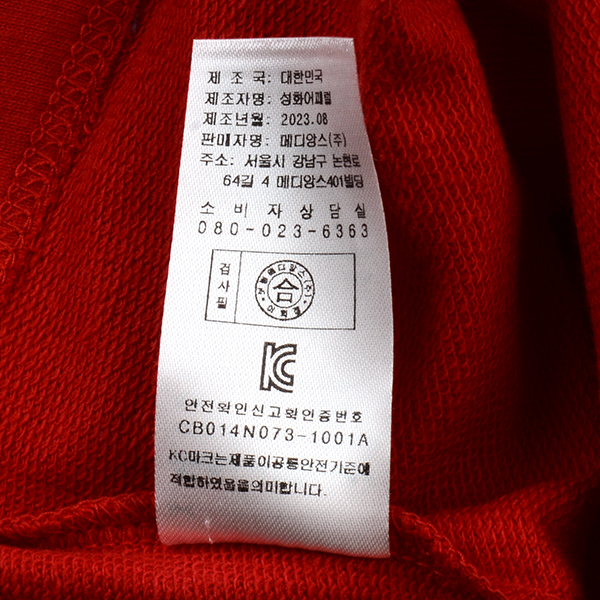 제 조 국: 대한민국
제조자명: 성화어패럴
제조년월: 2023.08
판매자명: 메디앙스(주)
주소: 서울시 강남구 논현로
64길 4 메디앙스401빌딩
소 비 자 상 담 실
080-023-6363
검사필
合
KC
안전확인신고확인증번호
CB014N073-1001A
KC마크는제품이공통안전기준에
적합하였음을의미합니다.